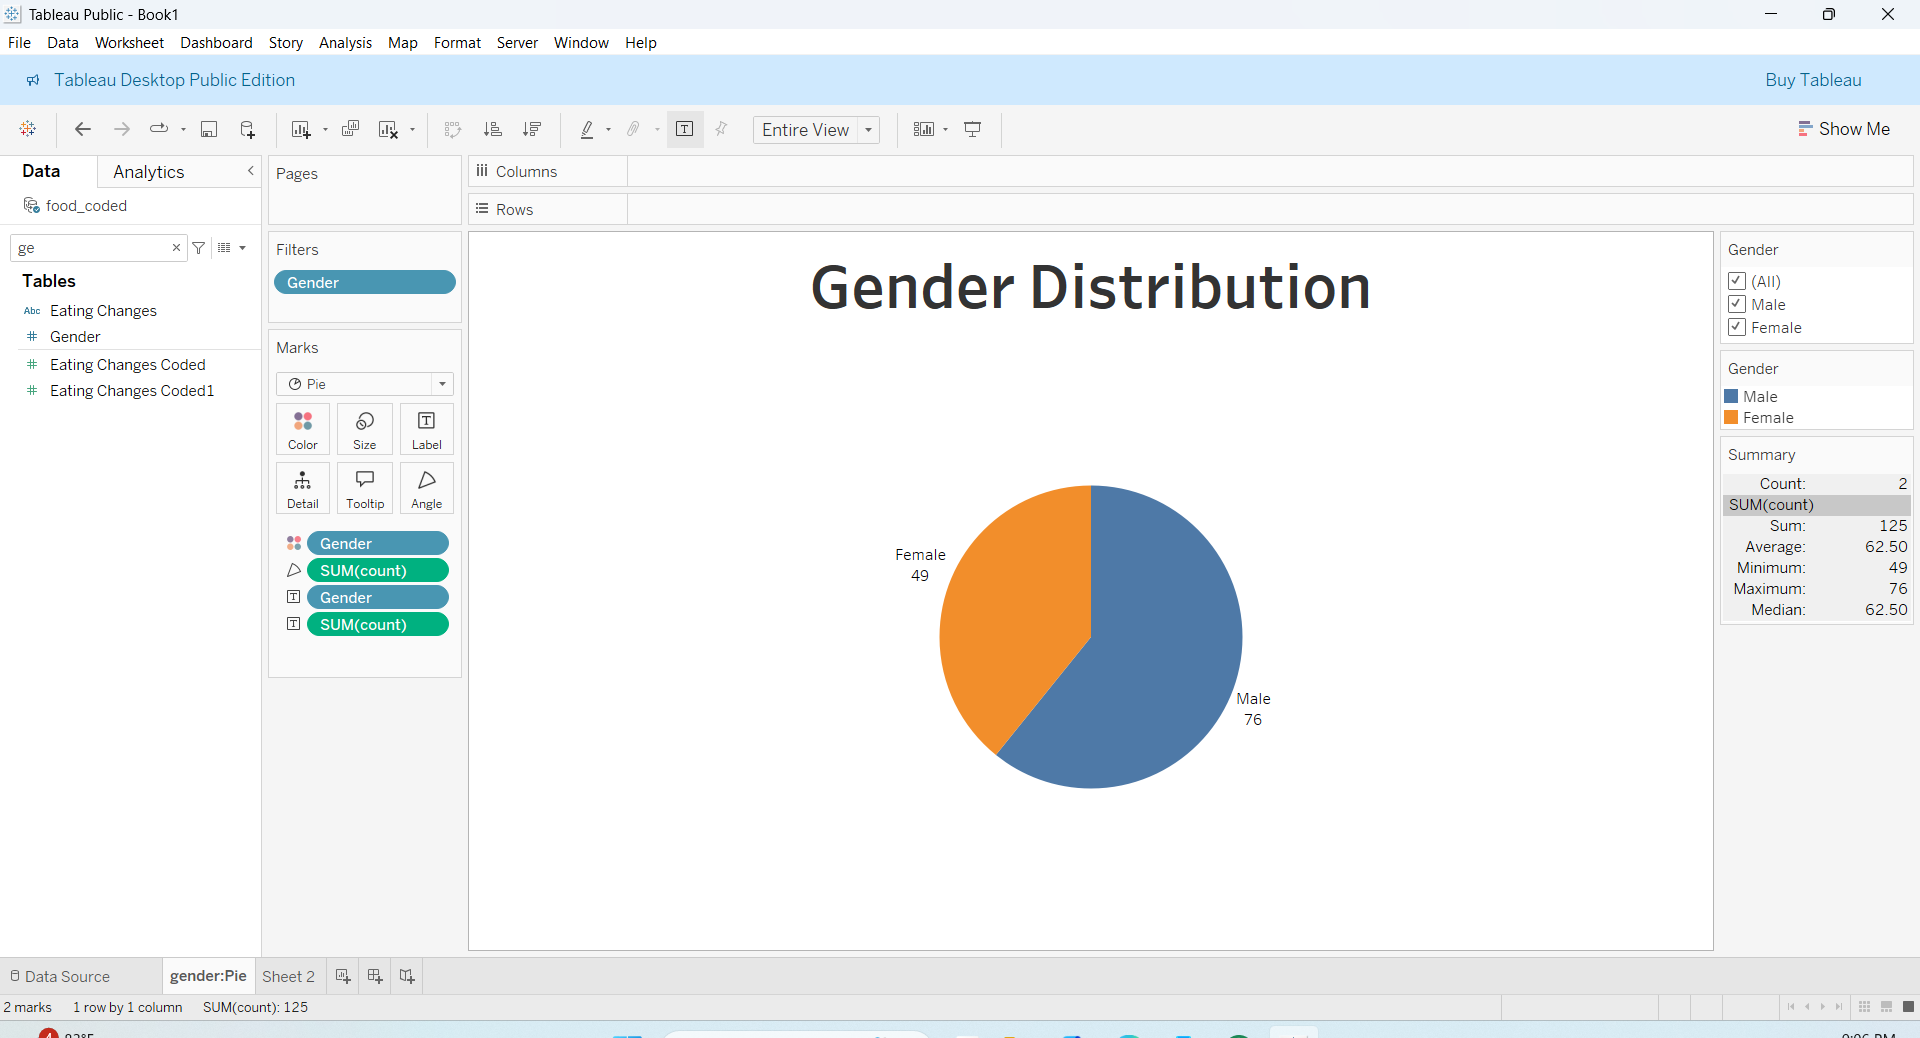 Tableau Public - Book1
File Data Worksheet Dashboard Story Analysis Map Format Server Window Help
Tableau Desktop Public Edition
Buy Tableau
Entire View
Show Me
Data
Analytics
food_coded
ge
Tables
Abc Eating Changes
# Gender
# Eating Changes Coded
# Eating Changes Coded1
Pages
Filters
Gender
Marks
Pie
Color
Size
Label
Detail
Tooltip
Angle
Gender
SUM(count)
Gender
SUM(count)
Columns
Rows
Gender Distribution
Female
49
Male
76
Gender
(All)
Male
Female
Gender
Male
Female
Summary
Count: 2
SUM(count)
Sum: 125
Average: 62.50
Minimum: 49
Maximum: 76
Median: 62.50
Data Source
gender:Pie
Sheet 2
2 marks 1 row by 1 column SUM(count): 125